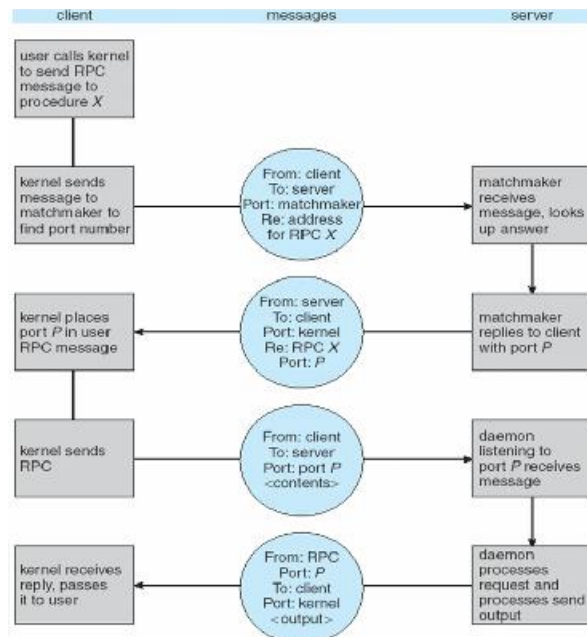 client
messages
server
user calls kernel
to send RPC
message to
procedure X
kernel sends
message to
matchmaker to
find port number
From: client
To: server
Port: matchmaker
Re: address
for RPC X
matchmaker
receives
message, looks
up answer
kernel places
port P in user
RPC message
From: server
To: client
Port: kernel
Re: RPC X
Port: P
matchmaker
replies to client
with port P
kernel sends
RPC
From: client
To: server
Port: port P
<contents>
daemon
listening to
port P receives
message
kernel receives
reply, passes
it to user
From: RPC
Port: P
To: client
Port: kernel
<output>
daemon
processes
request and
processes send
output